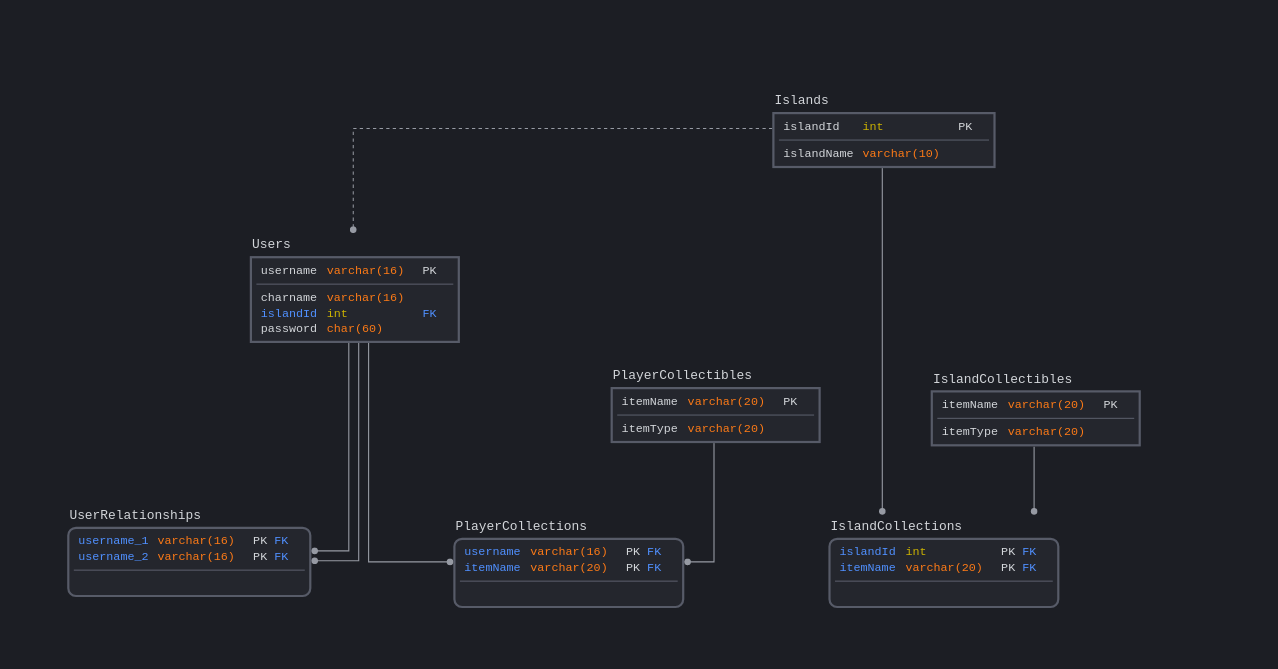 Islands
islandId int PK
islandName varchar(10)
Users
username varchar(16) PK
charname varchar(16)
islandId int FK
password char(60)
PlayerCollectibles
itemName varchar(20) PK
itemType varchar(20)
IslandCollectibles
itemName varchar(20) PK
itemType varchar(20)
UserRelationships
username_1 varchar(16) PK FK
username_2 varchar(16) PK FK
PlayerCollections
username varchar(16) PK FK
itemName varchar(20) PK FK
IslandCollections
islandId int PK FK
itemName varchar(20) PK FK